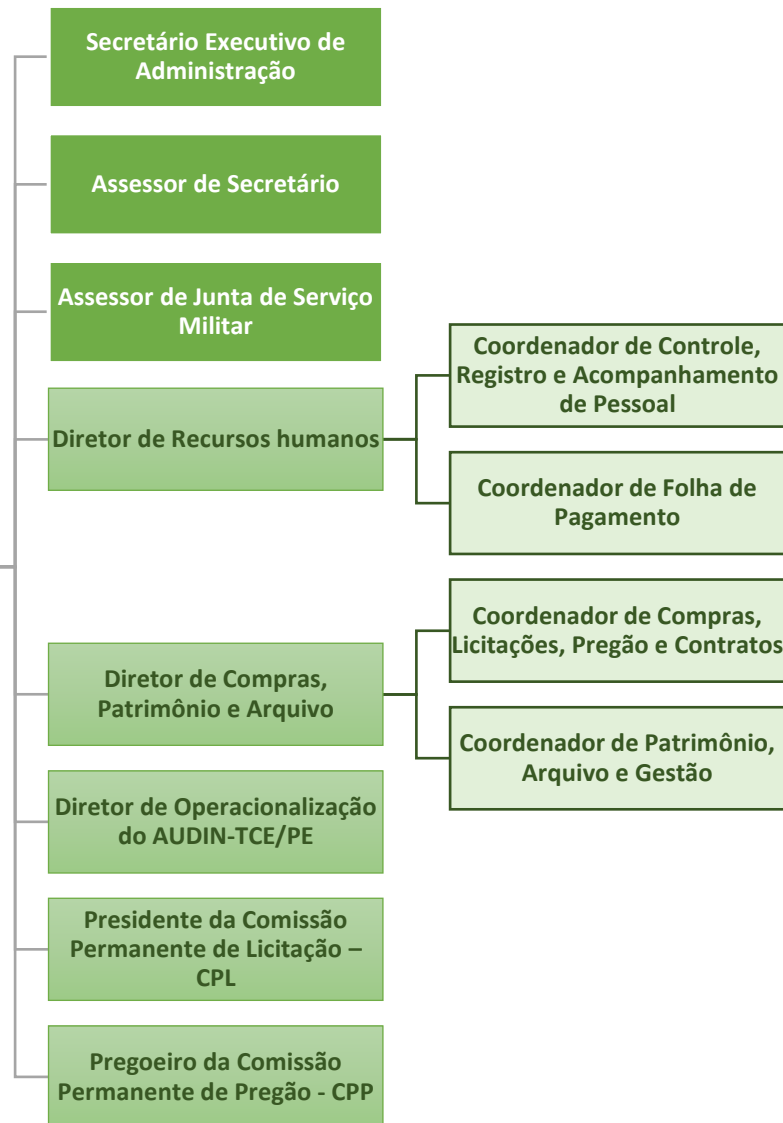 Secretário Executivo de
Administração
Assessor de Secretário
Assessor de Junta de Serviço
Militar
Diretor de Recursos humanos
Coordenador de Controle,
Registro e Acompanhamento
de Pessoal
Coordenador de Folha de
Pagamento
Diretor de Compras,
Patrimônio e Arquivo
Coordenador de Compras,
Licitações, Pregão e Contratos
Coordenador de Patrimônio,
Arquivo e Gestão
Diretor de Operacionalização
do AUDIN-TCE/PE
Presidente da Comissão
Permanente de Licitação –
CPL
Pregoeiro da Comissão
Permanente de Pregão - CPP